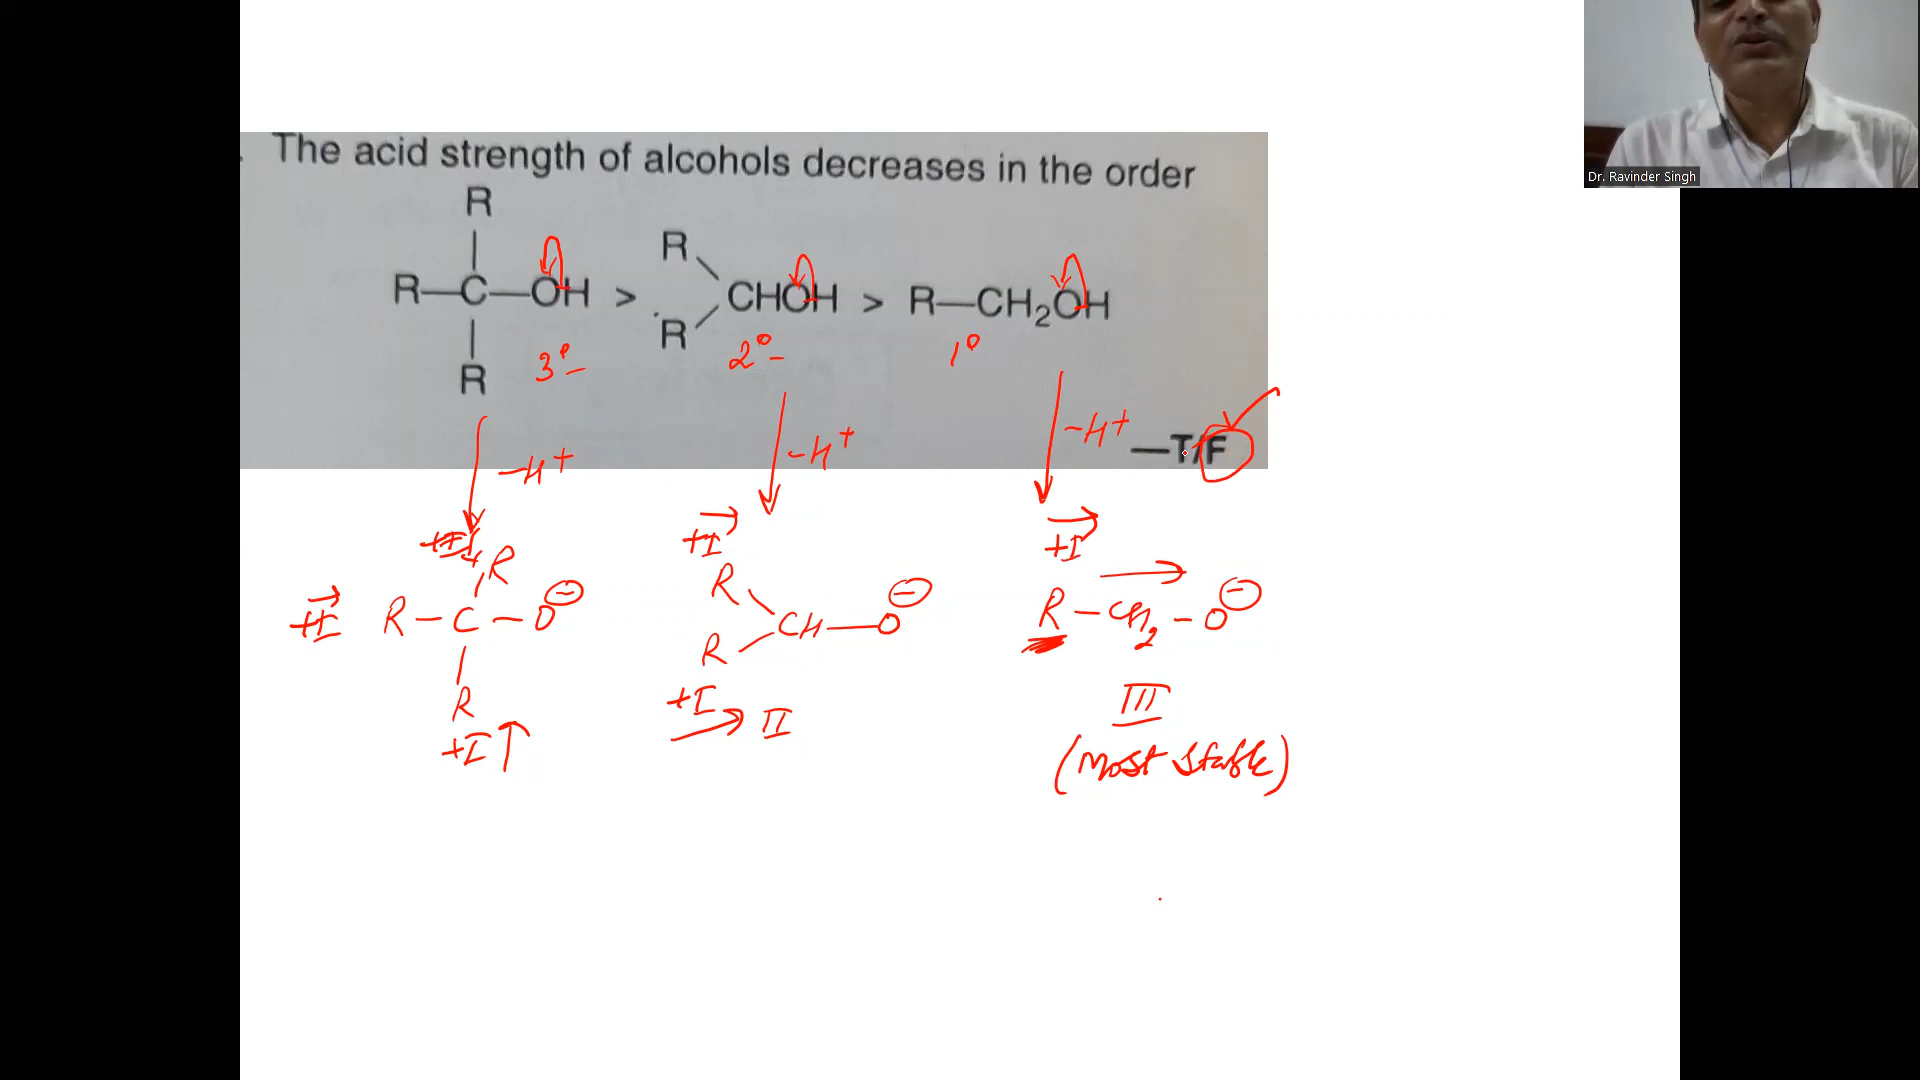 Dr. Ravinder Singh
The acid strength of alcohols decreases in the order
R
R—C—OH > R CHOH > R—CH₂OH
R
R
3° 2° 1°
-H⁺ -H⁺ -H⁺
—T/F
+I +I
+I R R +I
R-C-O⊖ CH—O⊖ R-CH₂-O⊖
R R
+I↑ +I II III
(Most stable)